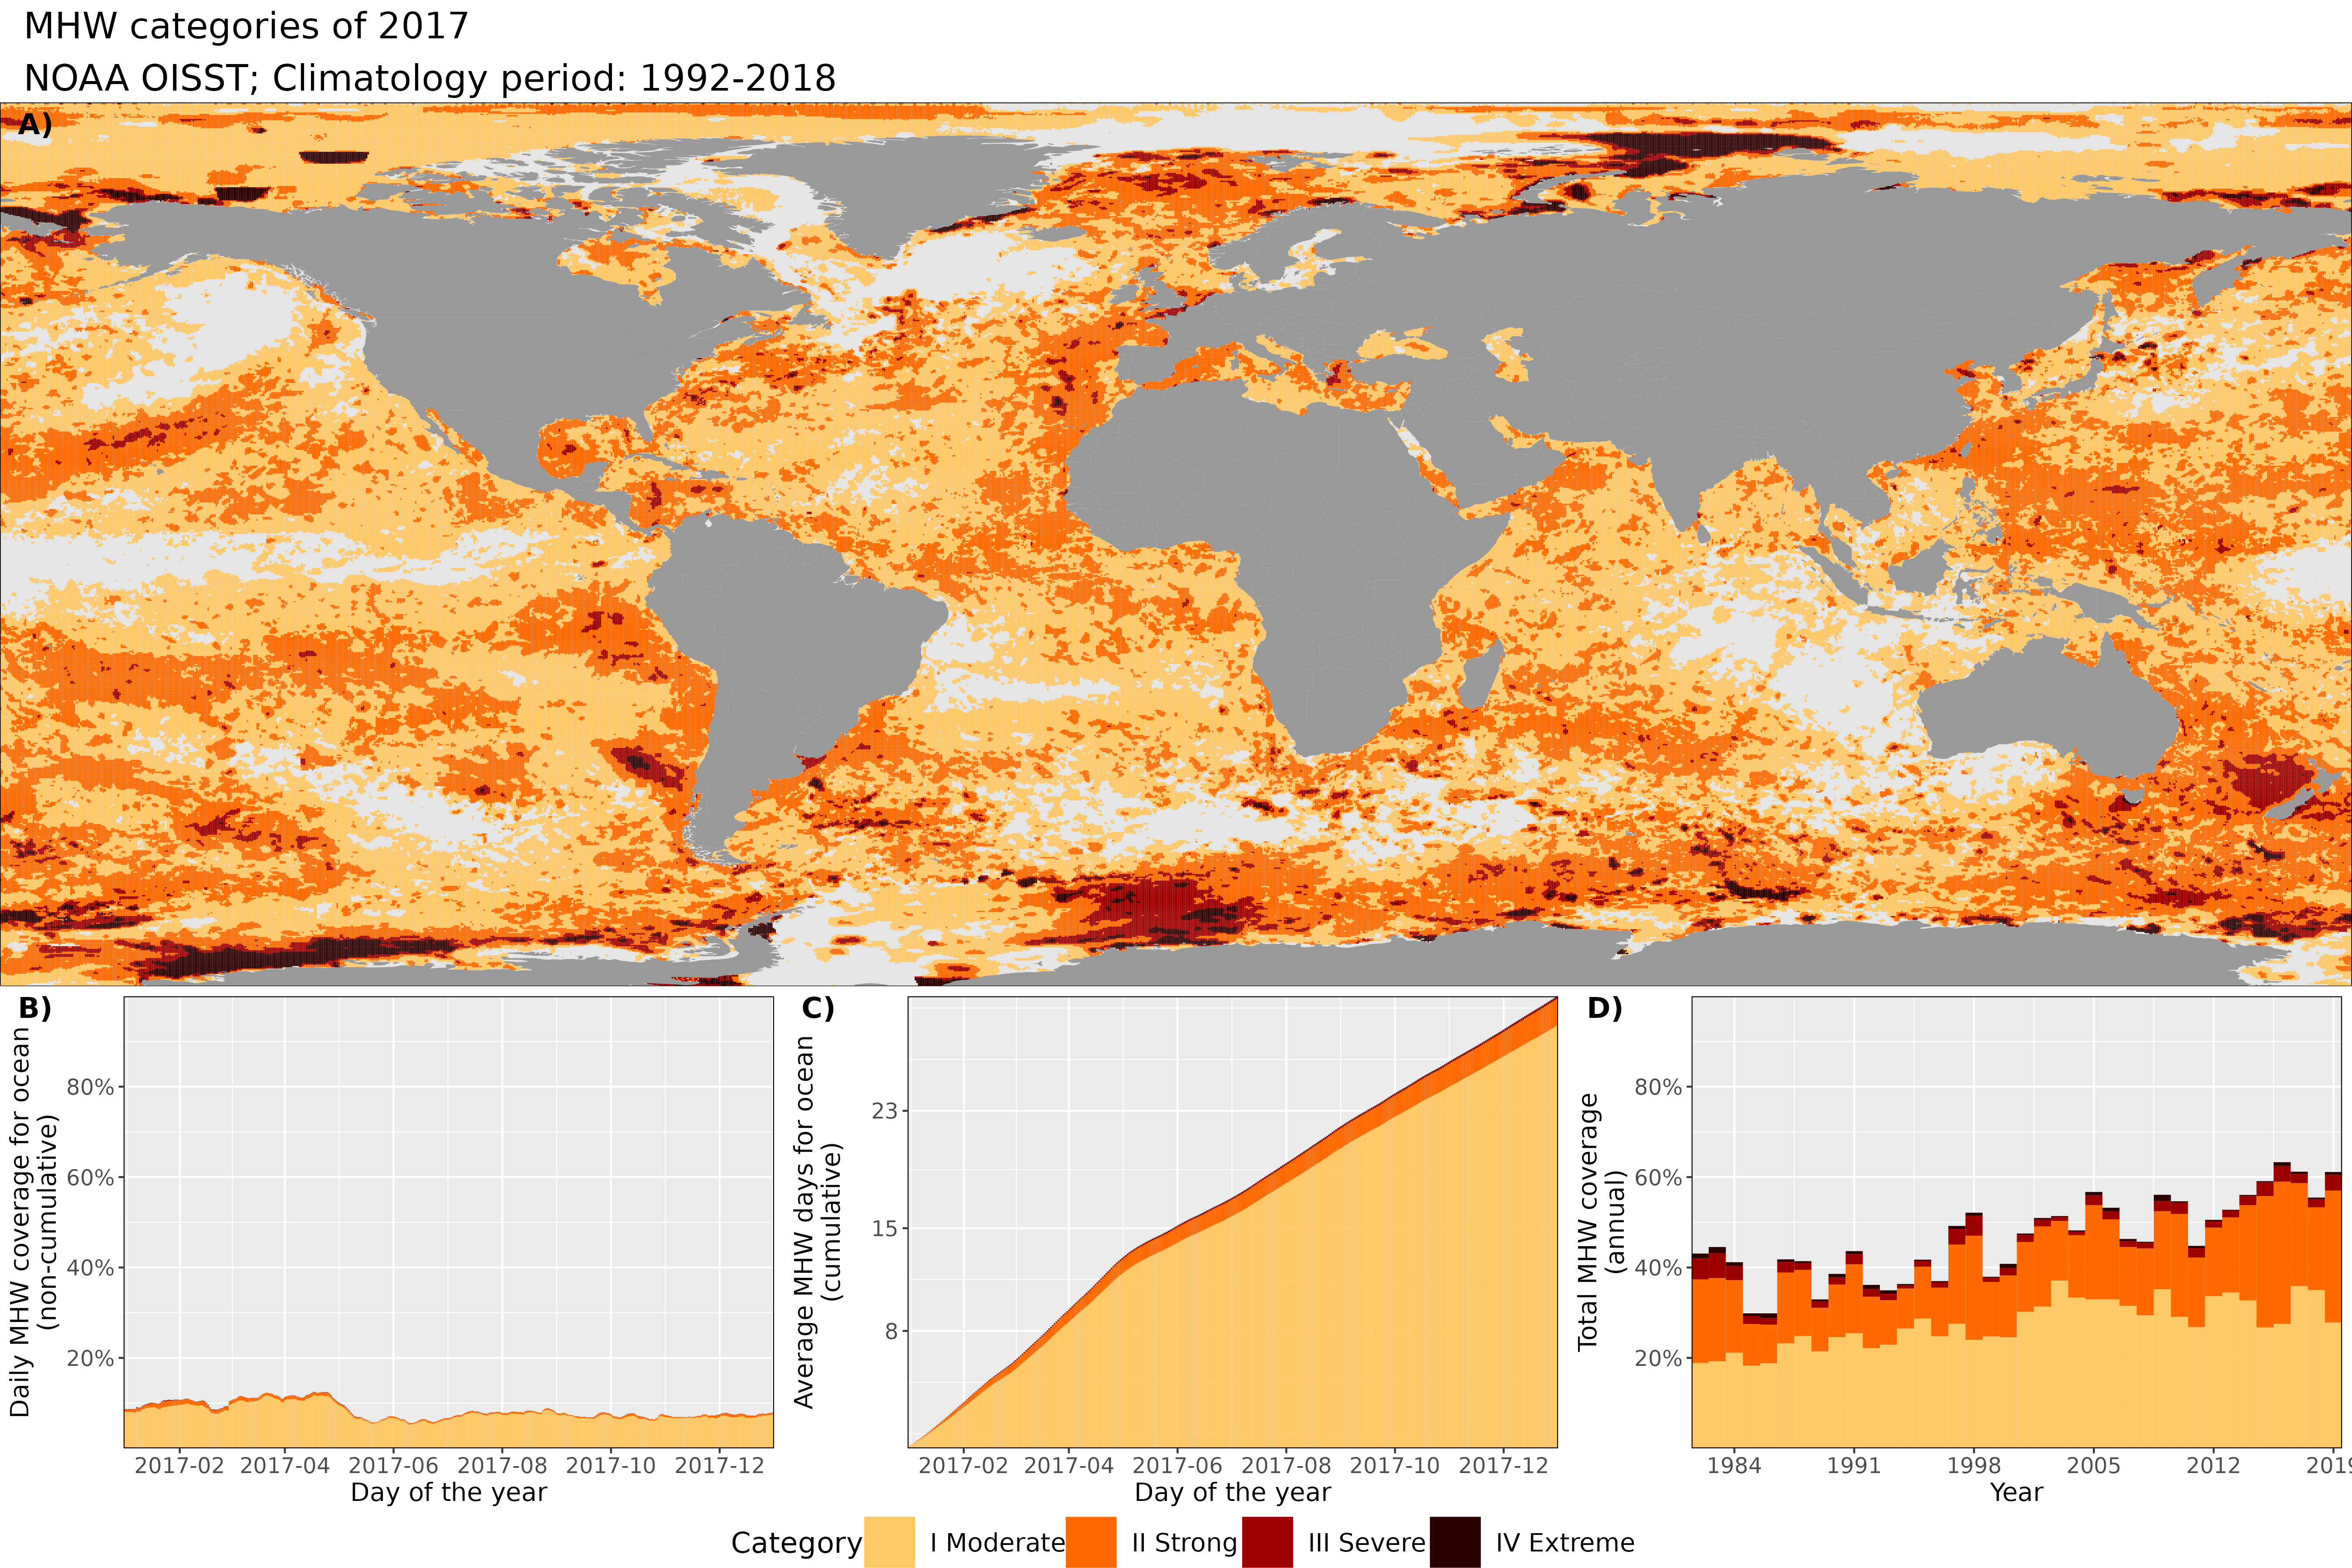 MHW categories of 2017
NOAA OISST; Climatology period: 1992-2018
A)
B)
Daily MHW coverage for ocean
(non-cumulative)
80%
60%
40%
20%
2017-02 2017-04 2017-06 2017-08 2017-10 2017-12
Day of the year
C)
Average MHW days for ocean
(cumulative)
23
15
8
2017-02 2017-04 2017-06 2017-08 2017-10 2017-12
Day of the year
D)
Total MHW coverage
(annual)
80%
60%
40%
20%
1984 1991 1998 2005 2012 2019
Year
Category I Moderate II Strong III Severe IV Extreme